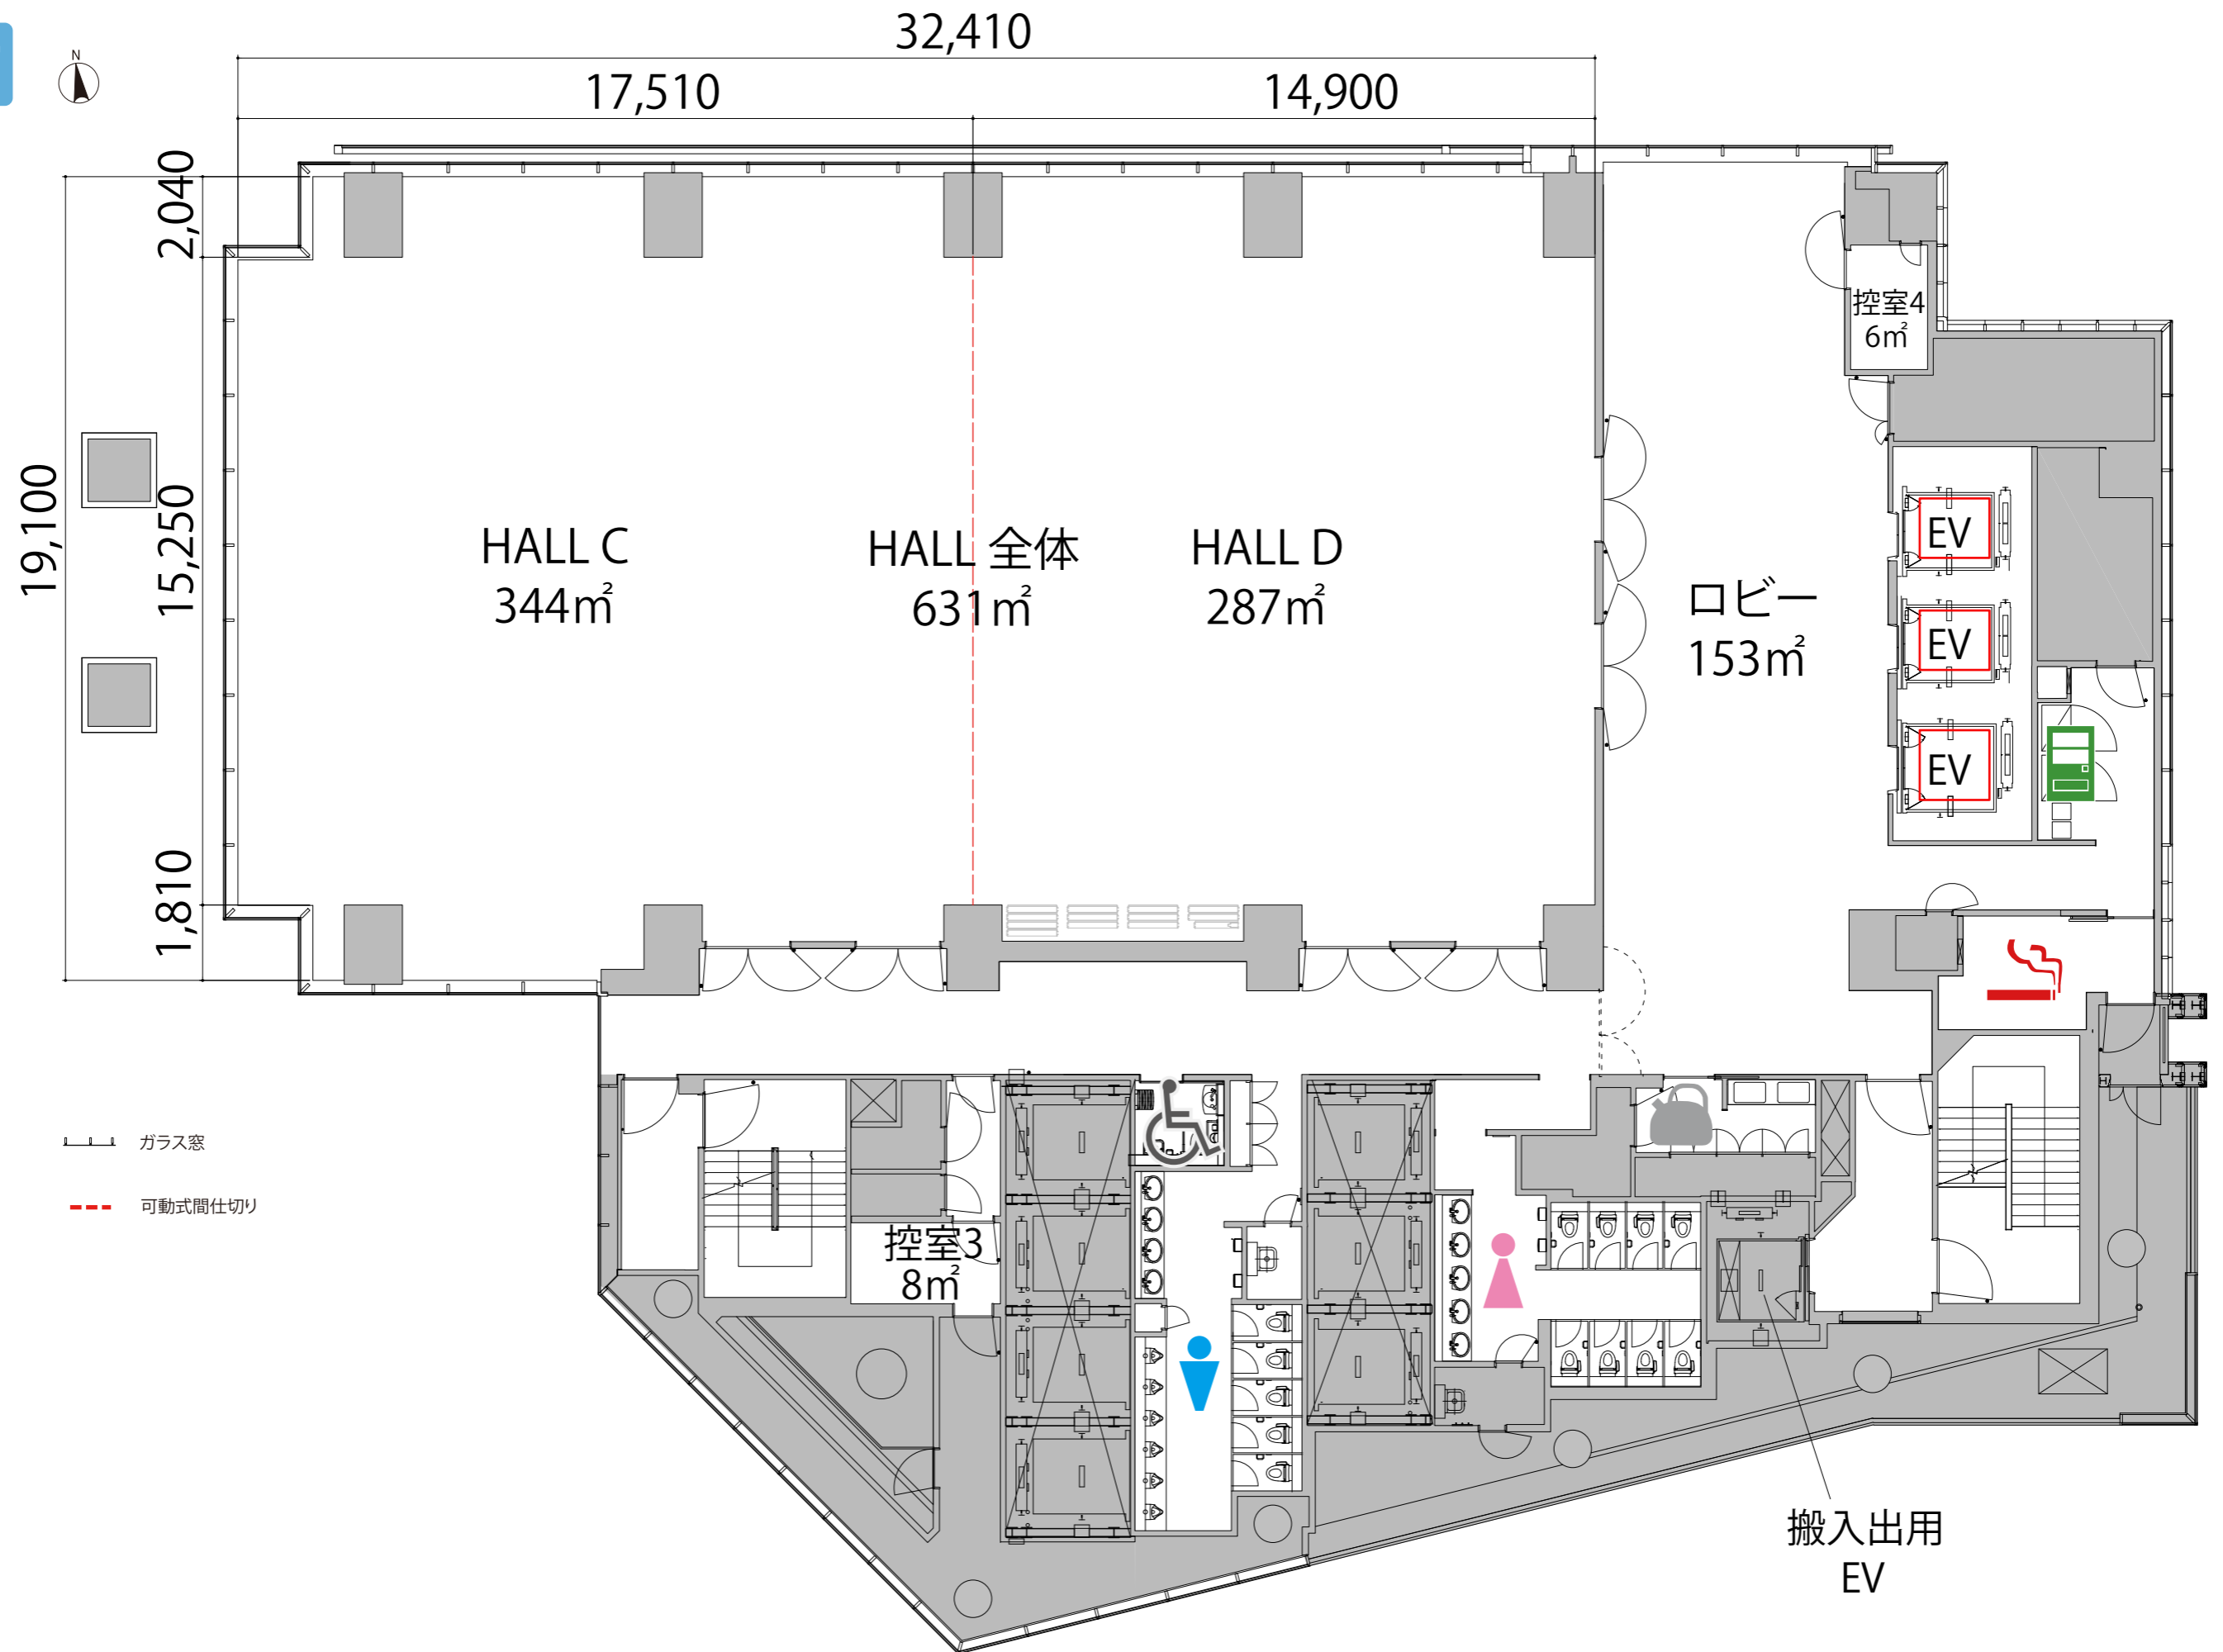 N
32,410
17,510
14,900
2,040
19,100
15,250
1,810
HALL C
344㎡
HALL 全体
631㎡
HALL D
287㎡
ロビー
153㎡
控室4
6㎡
EV
EV
EV
ガラス窓
可動式間仕切り
控室3
8㎡
搬入出用
EV